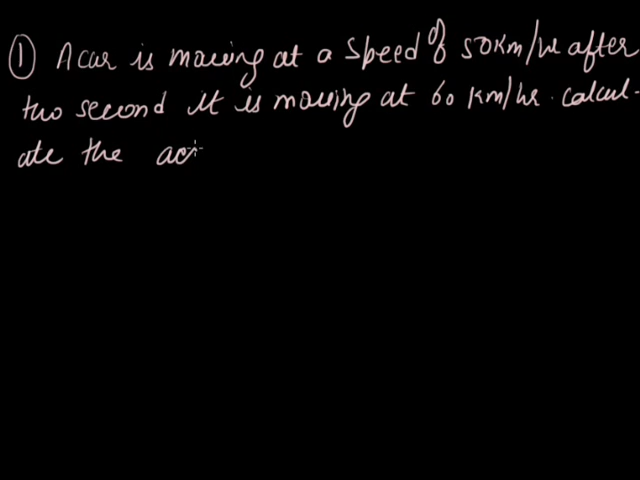 ① A car is moving at a speed of 50 Km/hr after
two second it is moving at 60 Km/hr. calcul-
ate the